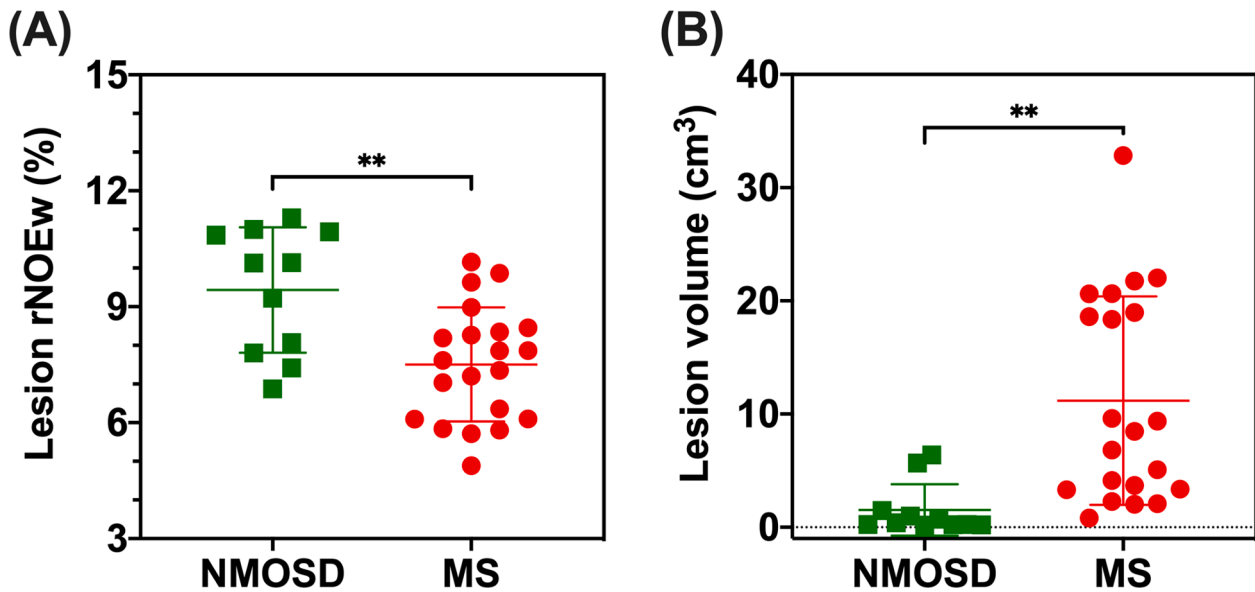 (A)
15
12
9
6
3
Lesion rNOEw (%)
**
NMOSD
MS
(B)
40
30
20
10
0
Lesion volume (cm³)
**
NMOSD
MS